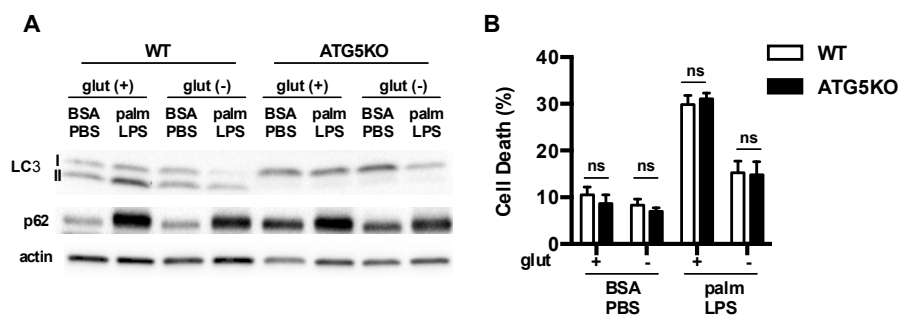 A
WT ATG5KO
glut (+) glut (-) glut (+) glut (-)
BSA palm BSA palm BSA palm BSA palm
PBS LPS PBS LPS PBS LPS PBS LPS
LC3 I
II
p62
actin
B
WT
ATG5KO
Cell Death (%)
40
30
20
10
0
ns ns ns ns
glut + - + -
BSA palm
PBS LPS